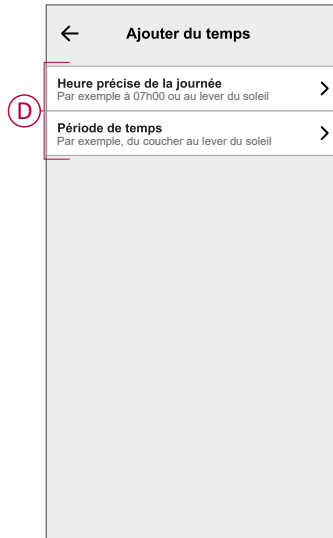 Ajouter du temps
Heure précise de la journée
Par exemple à 07h00 ou au lever du soleil
D
Période de temps
Par exemple, du coucher au lever du soleil